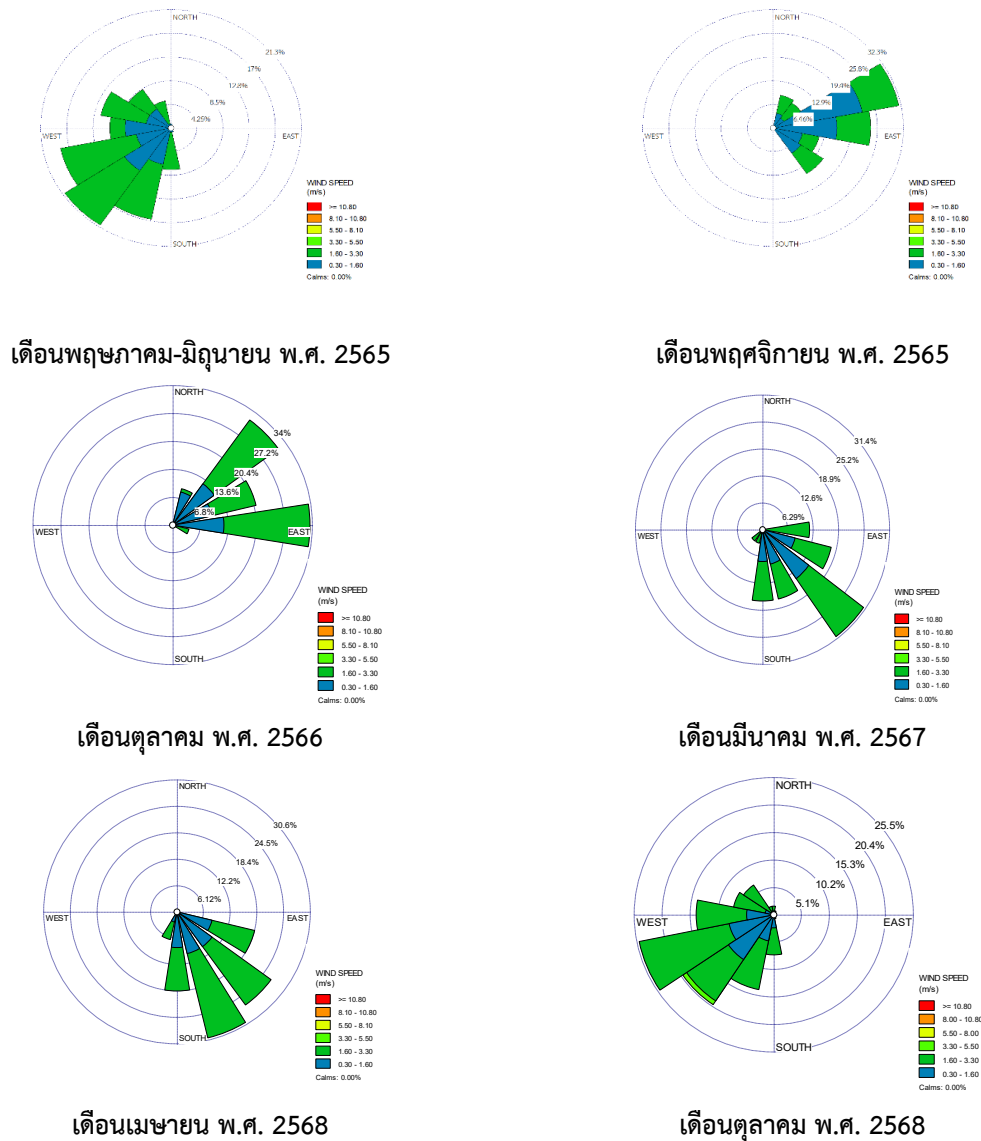 NORTH
21.3%
17%
12.8%
8.5%
4.25%
WEST
EAST
SOUTH
WIND SPEED
(m/s)
>= 10.80
8.10 - 10.80
5.50 - 8.10
3.30 - 5.50
1.60 - 3.30
0.30 - 1.60
Calms: 0.00%
เดือนพฤษภาคม-มิถุนายน พ.ศ. 2565
NORTH
32.3%
25.8%
19.4%
12.9%
6.46%
WEST
EAST
SOUTH
WIND SPEED
(m/s)
>= 10.80
8.10 - 10.80
5.50 - 8.10
3.30 - 5.50
1.60 - 3.30
0.30 - 1.60
Calms: 0.00%
เดือนพฤศจิกายน พ.ศ. 2565
NORTH
34%
27.2%
20.4%
13.6%
6.8%
WEST
EAST
SOUTH
WIND SPEED
(m/s)
>= 10.80
8.10 - 10.80
5.50 - 8.10
3.30 - 5.50
1.60 - 3.30
0.30 - 1.60
Calms: 0.00%
เดือนตุลาคม พ.ศ. 2566
NORTH
31.4%
25.2%
18.9%
12.6%
6.29%
WEST
EAST
SOUTH
WIND SPEED
(m/s)
>= 10.80
8.10 - 10.80
5.50 - 8.10
3.30 - 5.50
1.60 - 3.30
0.30 - 1.60
Calms: 0.00%
เดือนมีนาคม พ.ศ. 2567
NORTH
30.6%
24.5%
18.4%
12.2%
6.12%
WEST
EAST
SOUTH
WIND SPEED
(m/s)
>= 10.80
8.10 - 10.80
5.50 - 8.10
3.30 - 5.50
1.60 - 3.30
0.30 - 1.60
Calms: 0.00%
เดือนเมษายน พ.ศ. 2568
NORTH
25.5%
20.4%
15.3%
10.2%
5.1%
WEST
EAST
SOUTH
WIND SPEED
(m/s)
>= 10.80
8.00 - 10.80
5.50 - 8.00
3.30 - 5.50
1.60 - 3.30
0.30 - 1.60
Calms: 0.00%
เดือนตุลาคม พ.ศ. 2568